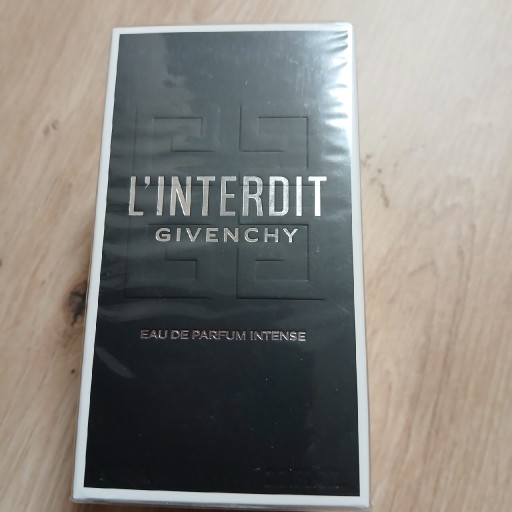 L'INTERDIT
GIVENCHY
EAU DE PARFUM INTENSE